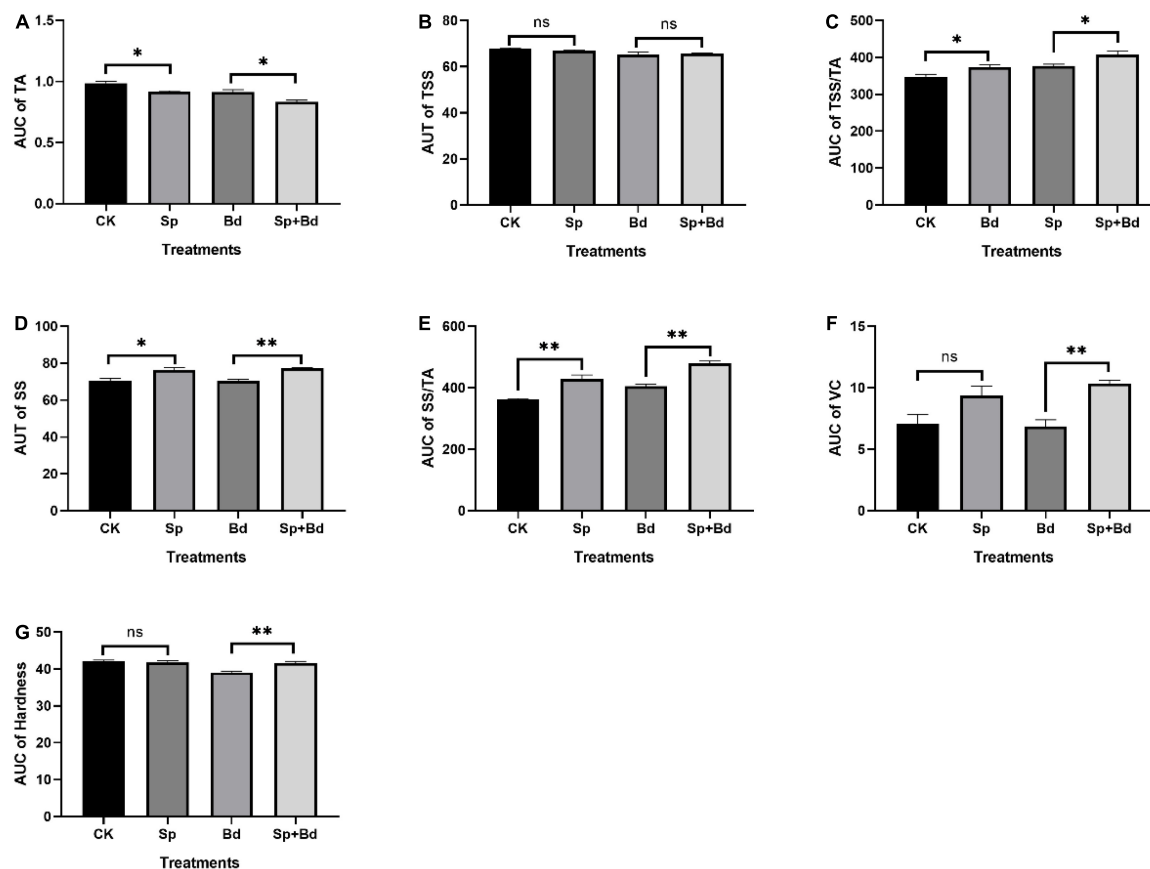 A
AUC of TA
1.5
1.0
0.5
0.0
*
*
CK Sp Bd Sp+Bd
Treatments
B
AUT of TSS
80
60
40
20
0
ns
ns
CK Sp Bd Sp+Bd
Treatments
C
AUC of TSS/TA
500
400
300
200
100
0
*
*
CK Bd Sp Sp+Bd
Treatments
D
AUT of SS
100
80
60
40
20
0
*
**
CK Sp Bd Sp+Bd
Treatments
E
AUC of SS/TA
600
400
200
0
**
**
CK Sp Bd Sp+Bd
Treatments
F
AUC of VC
15
10
5
0
ns
**
CK Sp Bd Sp+Bd
Treatments
G
AUC of Hardness
50
40
30
20
10
0
ns
**
CK Sp Bd Sp+Bd
Treatments